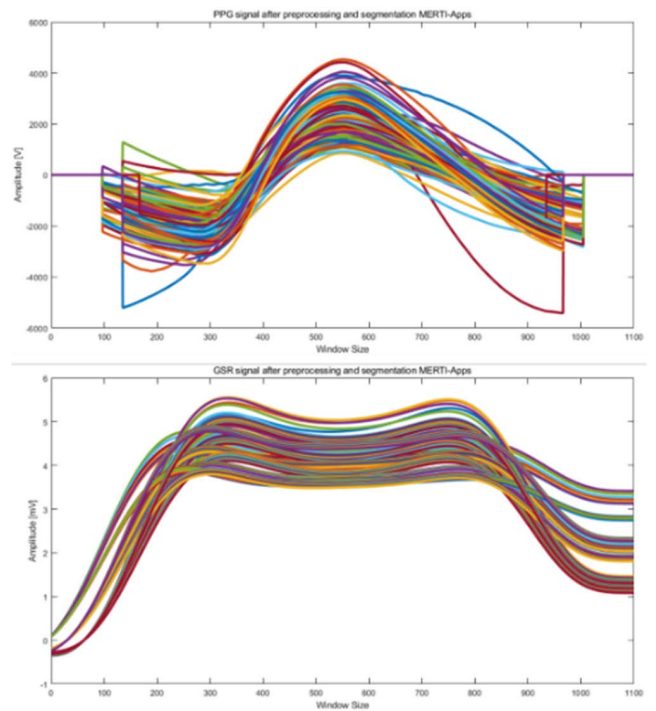 PPG signal after preprocessing and segmentation MERTI-Apps
6000
4000
2000
0
-2000
-4000
-6000
Amplitude [V]
0 100 200 300 400 500 600 700 800 900 1000 1100
Window Size
GSR signal after preprocessing and segmentation MERTI-Apps
6
5
4
3
2
1
0
-1
Amplitude [mV]
0 100 200 300 400 500 600 700 800 900 1000 1100
Window Size